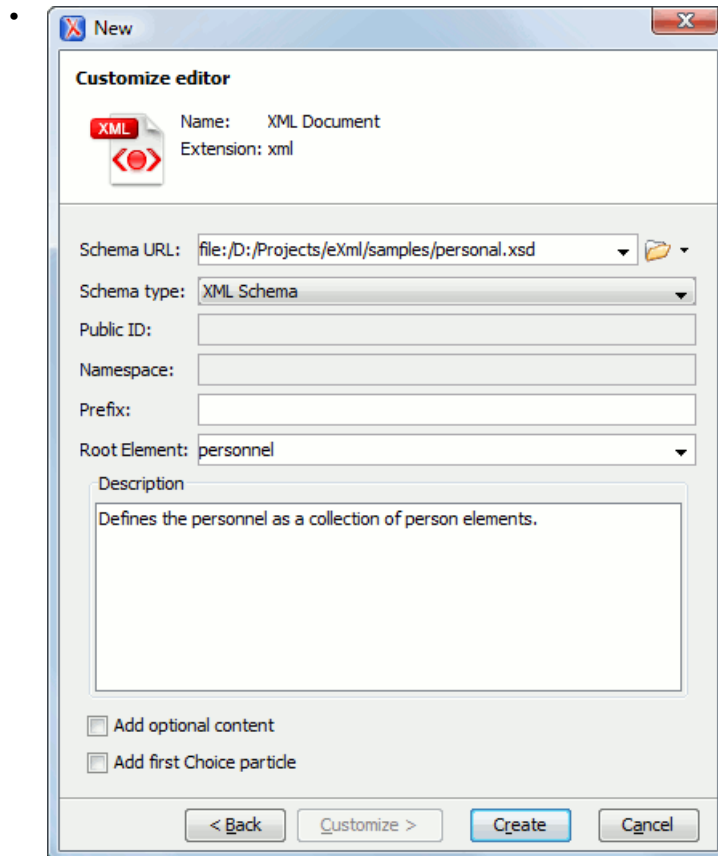 •
New
Customize editor
XML
Name: XML Document
Extension: xml
Schema URL: file:/D:/Projects/eXml/samples/personal.xsd
Schema type: XML Schema
Public ID:
Namespace:
Prefix:
Root Element: personnel
Description
Defines the personnel as a collection of person elements.
Add optional content
Add first Choice particle
< Back Customize > Create Cancel